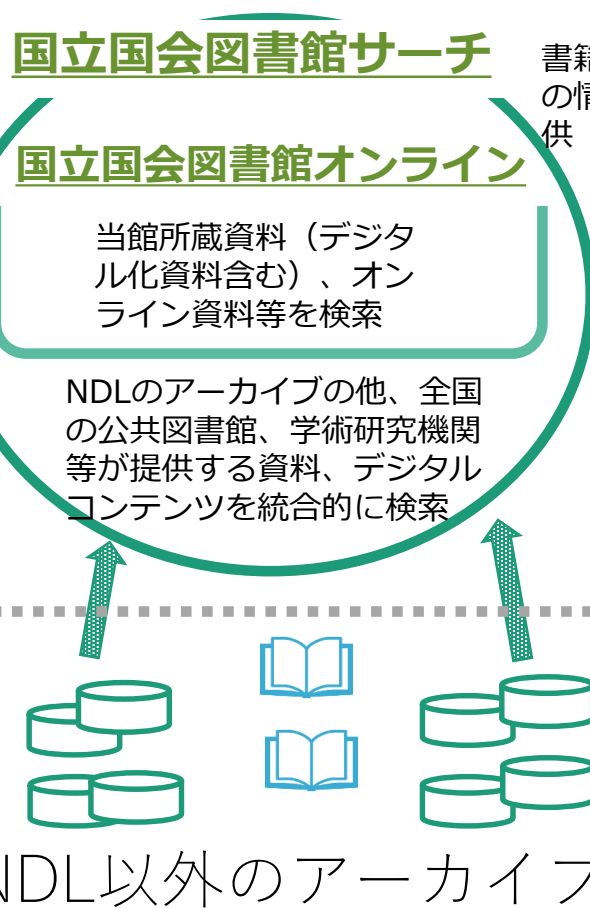 国立国会図書館サーチ
書籍
の情
供
国立国会図書館オンライン
当館所蔵資料（デジタ
ル化資料含む）、オン
ライン資料等を検索
NDLのアーカイブの他、全国
の公共図書館、学術研究機関
等が提供する資料、デジタル
コンテンツを統合的に検索
NDL以外のアーカイブ